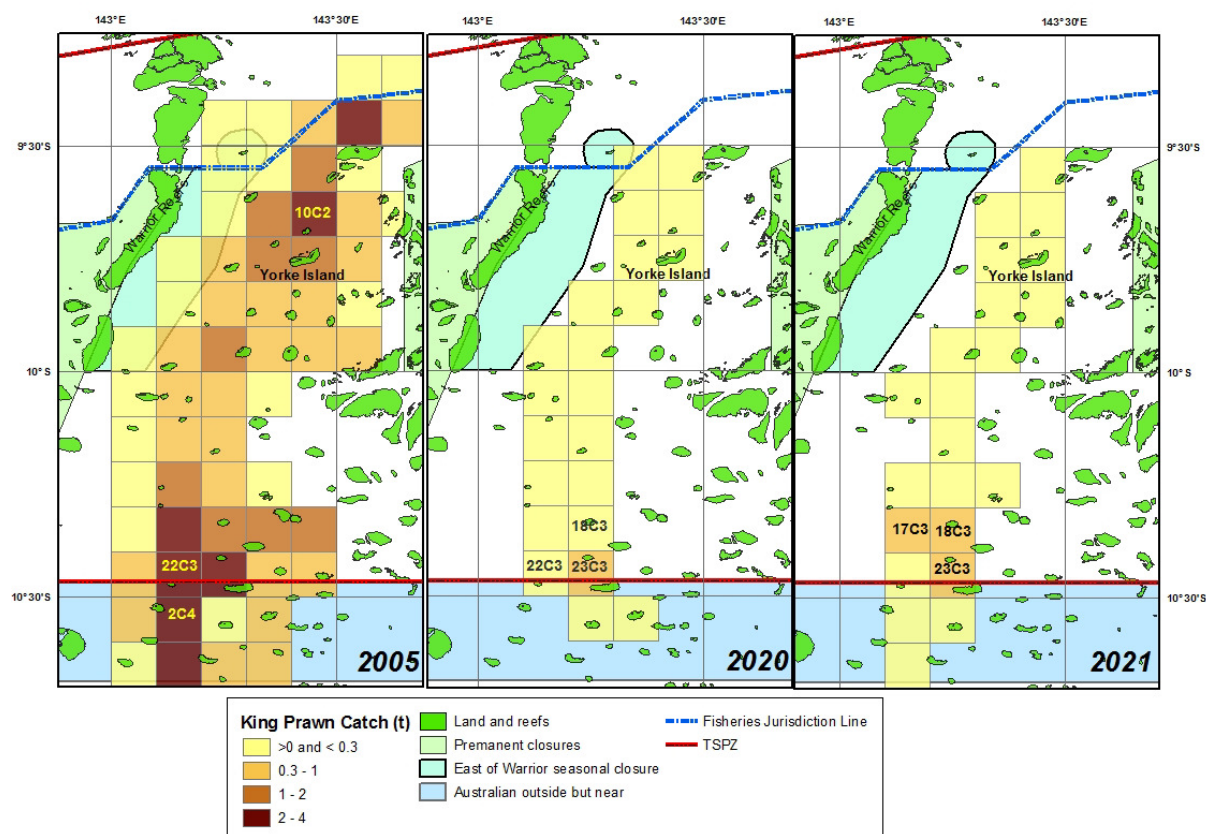 143°E 143°30'E 143°E 143°30'E 143°E 143°30'E
9°30'S 9°30'S
10°S 10°S
10°30'S 10°30'S
Warrior Reefs
10C2
Yorke Island
22C3
2C4
2005
Warrior Reefs
Yorke Island
18C3
22C3 23C3
2020
Warrior Reefs
Yorke Island
17C3 18C3
23C3
2021
King Prawn Catch (t)
>0 and < 0.3
0.3 - 1
1 - 2
2 - 4
Land and reefs
Premanent closures
East of Warrior seasonal closure
Australian outside but near
Fisheries Jurisdiction Line
TSPZ